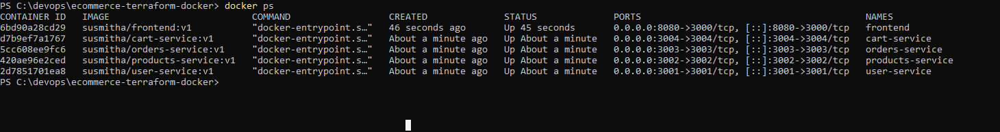 PS C:\devops\ecommerce-terraform-docker> docker ps
CONTAINER ID   IMAGE                          COMMAND                  CREATED              STATUS              PORTS                                         NAMES
6bd90a28cd29   susmitha/frontend:v1           "docker-entrypoint.s…"   46 seconds ago       Up 45 seconds       0.0.0.0:8080->3000/tcp, [::]:8080->3000/tcp   frontend
d7b9ef7a1767   susmitha/cart-service:v1       "docker-entrypoint.s…"   About a minute ago   Up About a minute   0.0.0.0:3004->3004/tcp, [::]:3004->3004/tcp   cart-service
5cc608ee9fc6   susmitha/orders-service:v1     "docker-entrypoint.s…"   About a minute ago   Up About a minute   0.0.0.0:3003->3003/tcp, [::]:3003->3003/tcp   orders-service
420ae96e2ced   susmitha/products-service:v1   "docker-entrypoint.s…"   About a minute ago   Up About a minute   0.0.0.0:3002->3002/tcp, [::]:3002->3002/tcp   products-service
2d7851701ea8   susmitha/user-service:v1       "docker-entrypoint.s…"   About a minute ago   Up About a minute   0.0.0.0:3001->3001/tcp, [::]:3001->3001/tcp   user-service
PS C:\devops\ecommerce-terraform-docker>